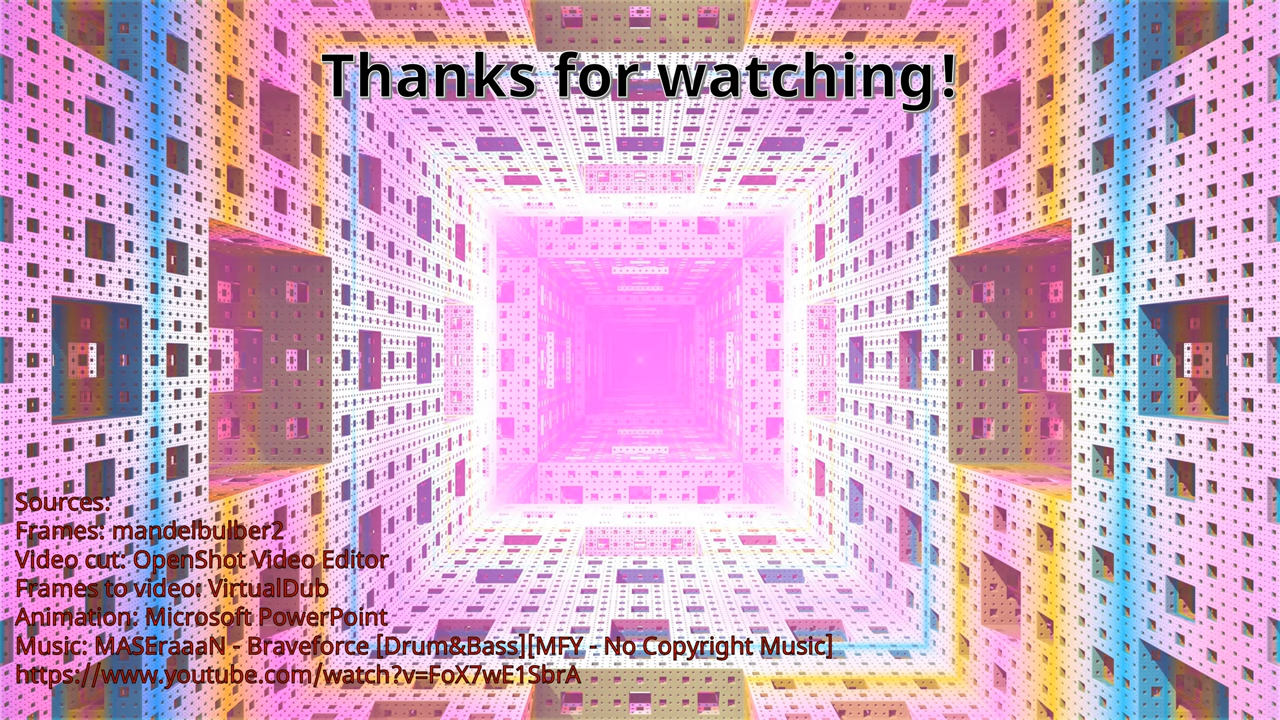 Thanks for watching!
Sources:
Frames: mandelbulber2
Video cut: OpenShot Video Editor
Frames to video: VirtualDub
Animation: Microsoft PowerPoint
Music: MASEraaaN - Braveforce [Drum&Bass][MFY - No Copyright Music]
https://www.youtube.com/watch?v=FoX7wE1SbrA